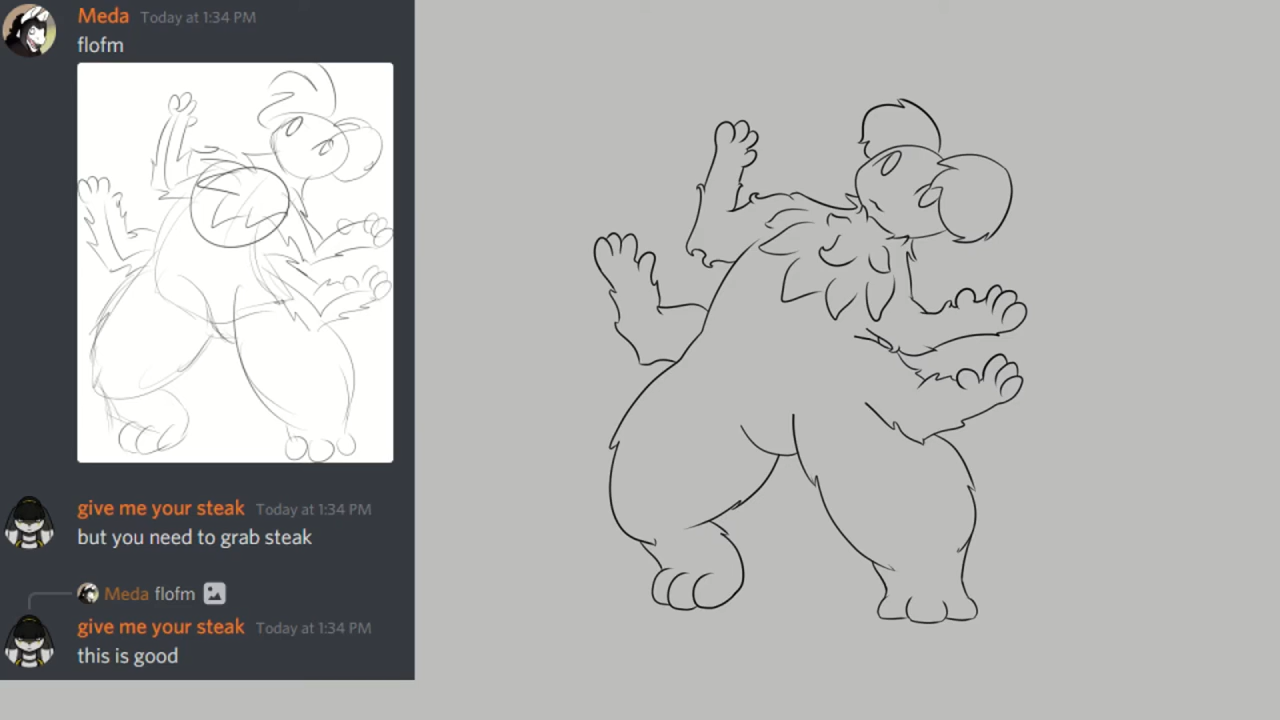 Meda Today at 1:34 PM
flofm
give me your steak Today at 1:34 PM
but you need to grab steak
Meda flofm
give me your steak Today at 1:34 PM
this is good